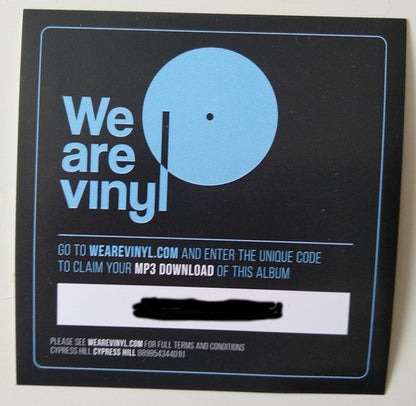 We
are
vinyl
GO TO WEAREVINYL.COM AND ENTER THE UNIQUE CODE
TO CLAIM YOUR MP3 DOWNLOAD OF THIS ALBUM
PLEASE SEE WEAREVINYL.COM FOR FULL TERMS AND CONDITIONS
CYPRESS HILL CYPRESS HILL 889854344011